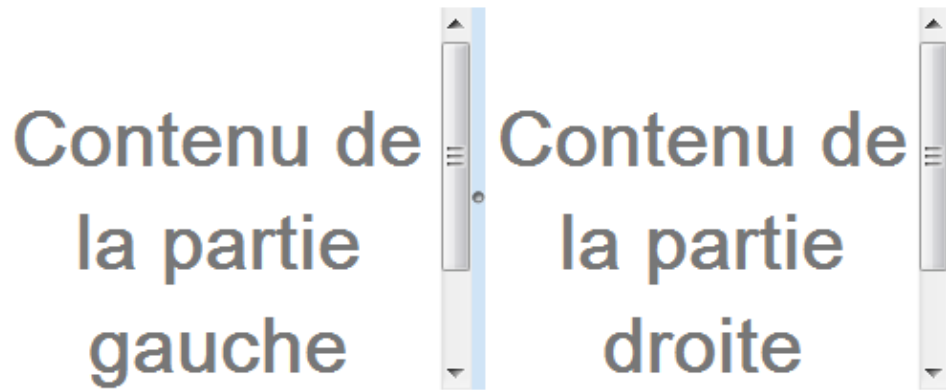 Contenu de
la partie
gauche
Contenu de
la partie
droite